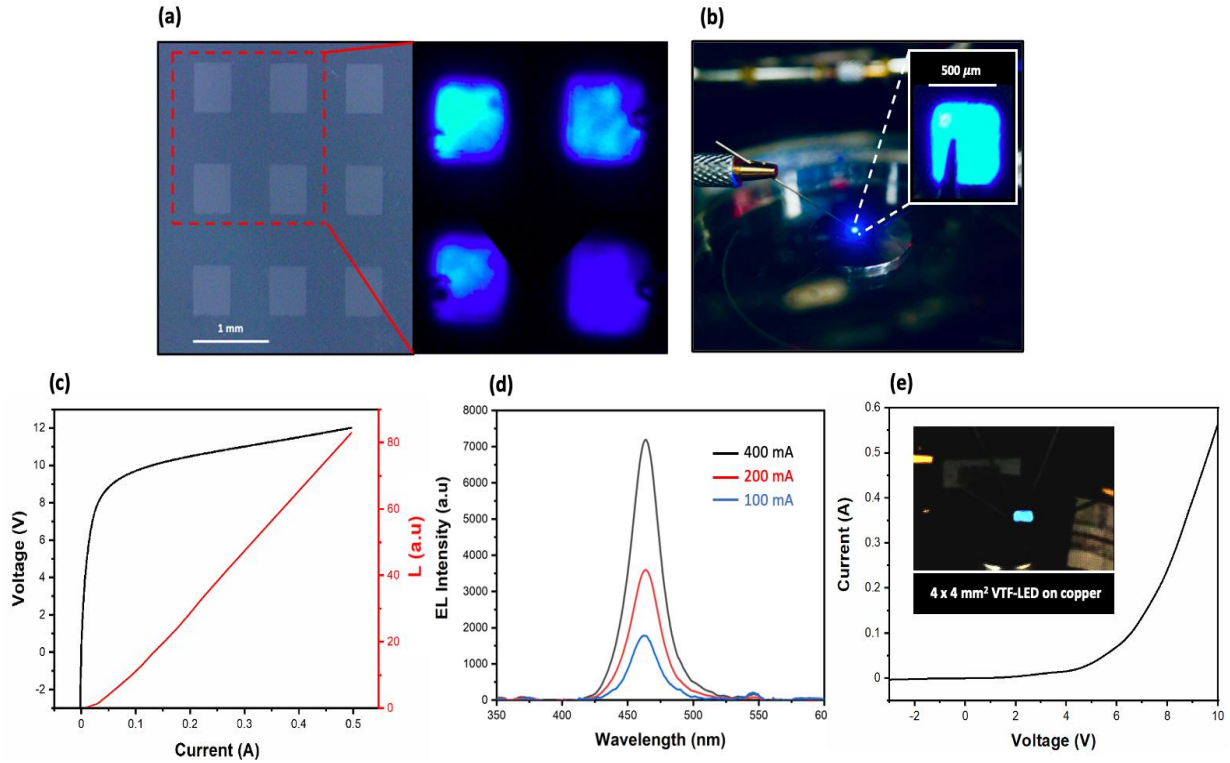 (a)
1 mm
(b)
500 μm
(c)
Voltage (V)
12
10
8
6
4
2
0
-2
0
0.1
0.2
0.3
0.4
0.5
Current (A)
80
60
40
20
0
L (a.u)
(d)
EL Intensity (a.u)
8000
7000
6000
5000
4000
3000
2000
1000
0
400 mA
200 mA
100 mA
350
400
450
500
550
60
Wavelength (nm)
(e)
Current (A)
0.6
0.5
0.4
0.3
0.2
0.1
0
4 x 4 mm² VTF-LED on copper
-2
0
2
4
6
8
10
Voltage (V)